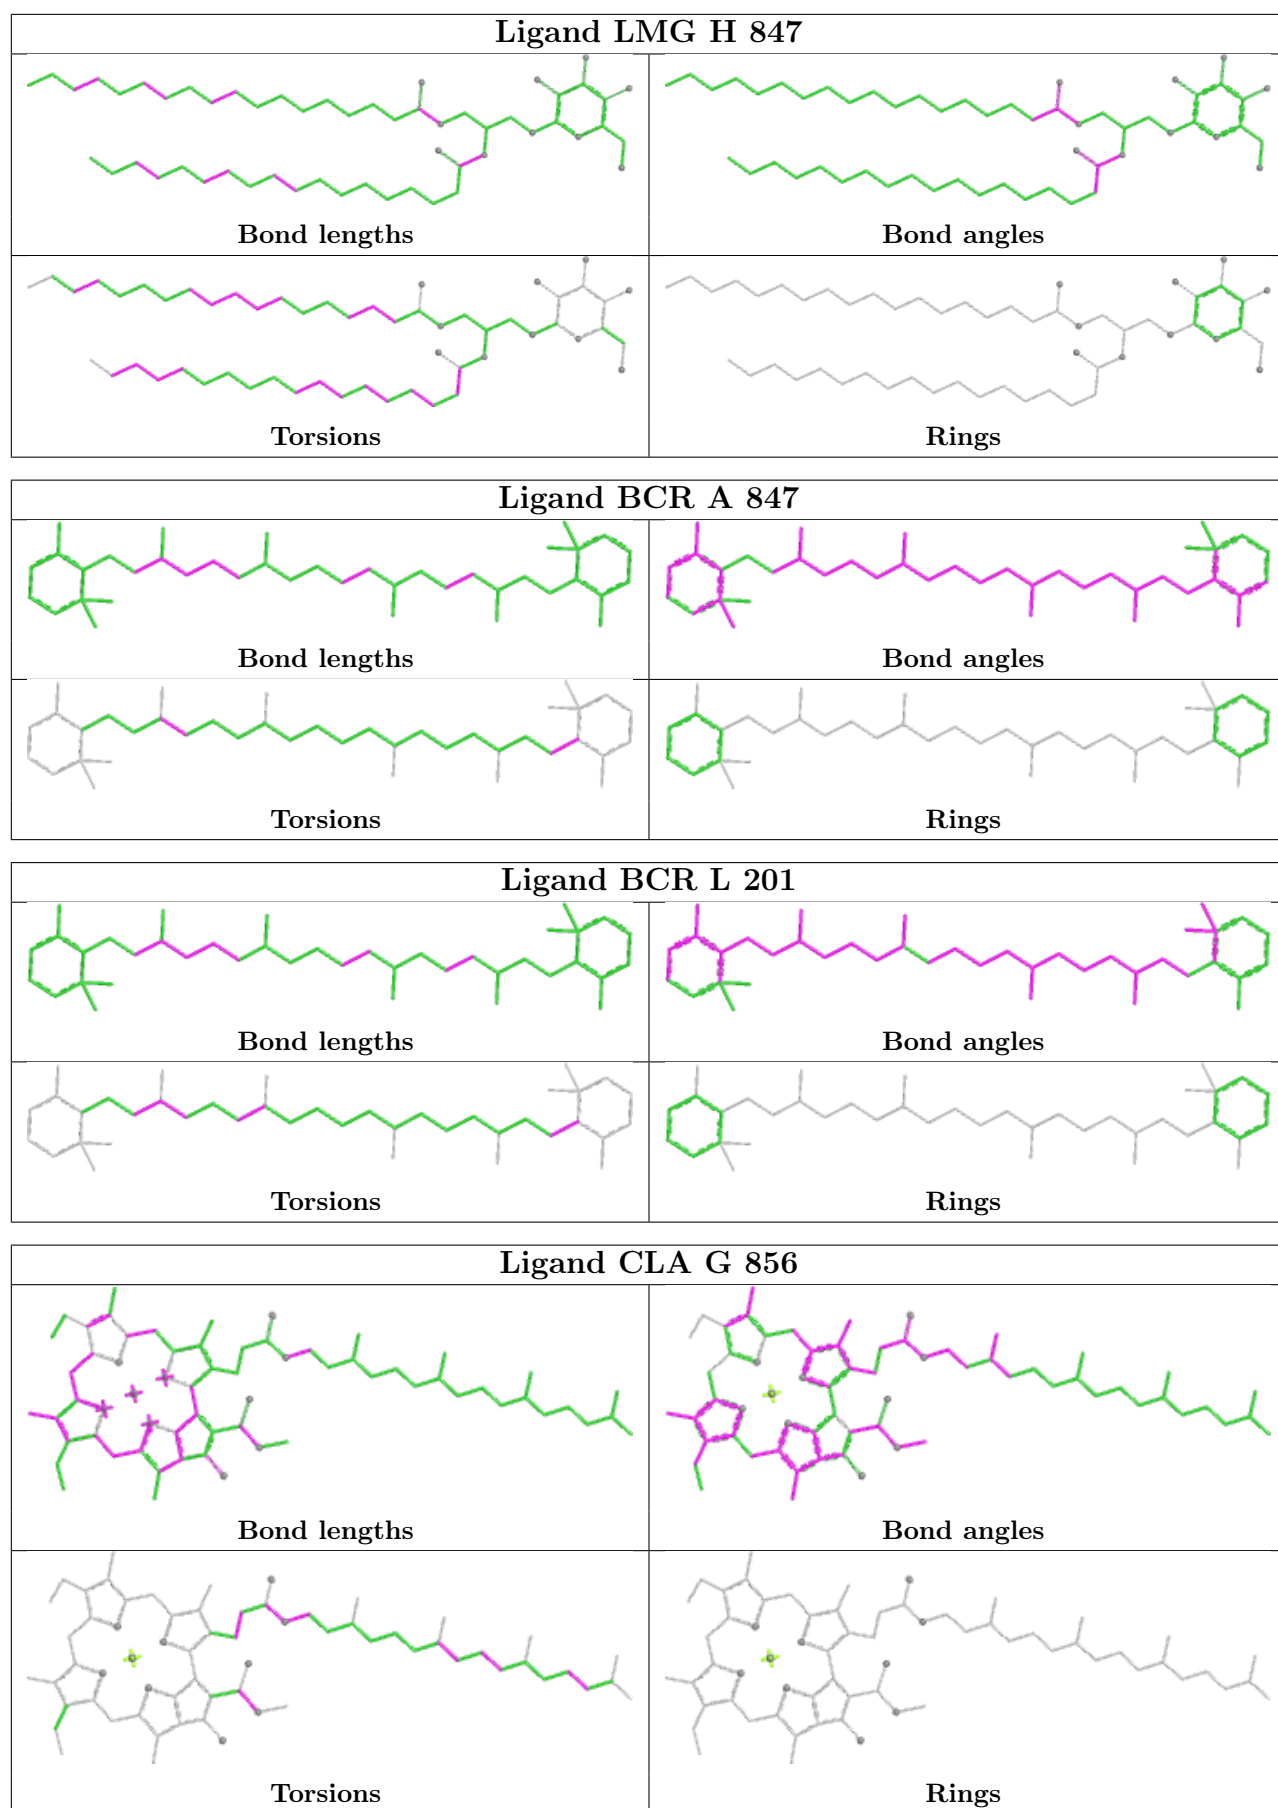 Ligand LMG H 847
Bond lengths
Bond angles
Torsions
Rings
Ligand BCR A 847
Bond lengths
Bond angles
Torsions
Rings
Ligand BCR L 201
Bond lengths
Bond angles
Torsions
Rings
Ligand CLA G 856
Bond lengths
Bond angles
Torsions
Rings